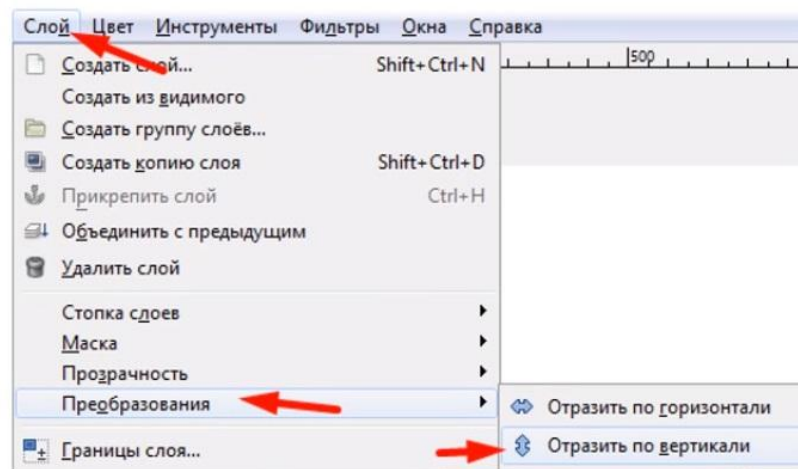 Слой Цвет Инструменты Фильтры Окна Справка
Создать слой... Shift+Ctrl+N
500
Создать из видимого
Создать группу слоёв...
Создать копию слоя Shift+Ctrl+D
Прикрепить слой Ctrl+H
Объединить с предыдущим
Удалить слой
Стопка слоев
Маска
Прозрачность
Преобразования
Отразить по горизонтали
Границы слоя...
Отразить по вертикали